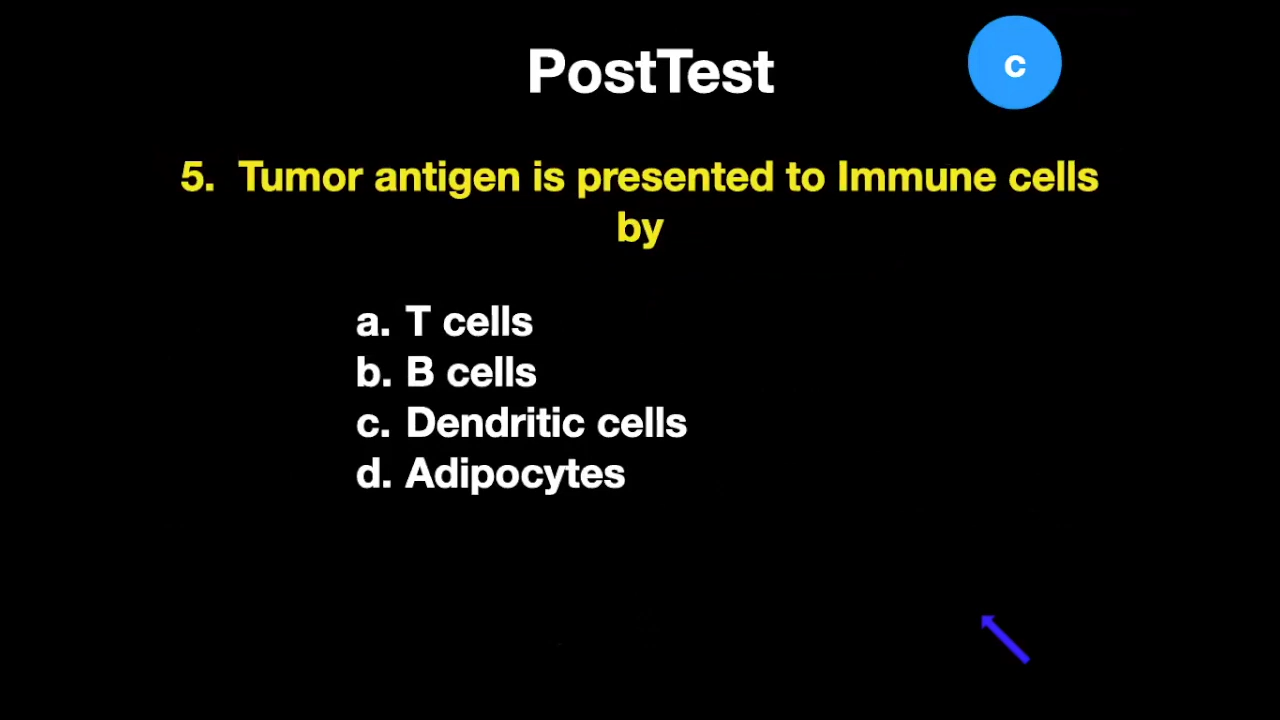 PostTest
c
5. Tumor antigen is presented to Immune cells
by
a. T cells
b. B cells
c. Dendritic cells
d. Adipocytes